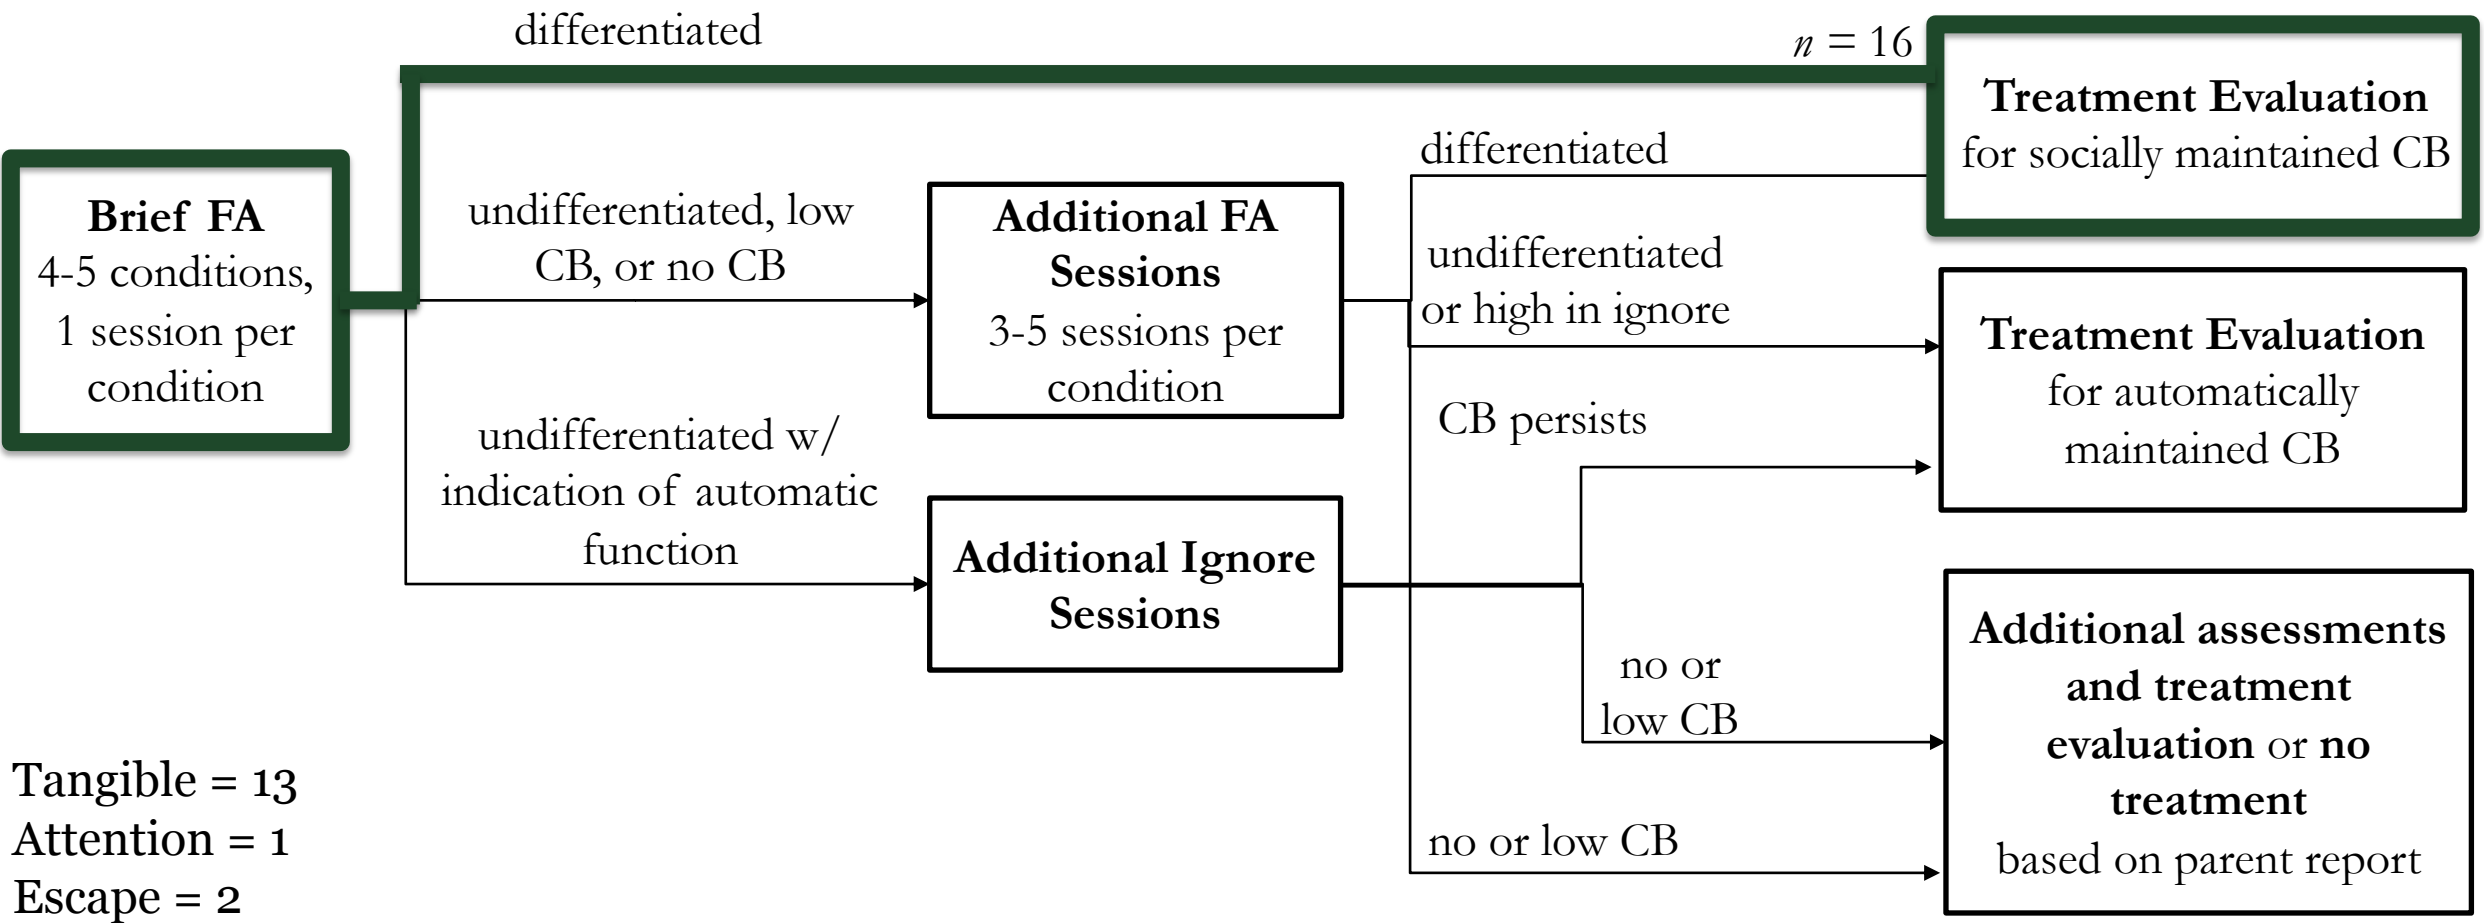 differentiated
n = 16
Treatment Evaluation
for socially maintained CB
Brief FA
4-5 conditions,
1 session per
condition
undifferentiated, low
CB, or no CB
Additional FA
Sessions
3-5 sessions per
condition
differentiated
undifferentiated
or high in ignore
Treatment Evaluation
for automatically
maintained CB
undifferentiated w/
indication of automatic
function
Additional Ignore
Sessions
CB persists
no or
low CB
no or low CB
Additional assessments
and treatment
evaluation or no
treatment
based on parent report
Tangible = 13
Attention = 1
Escape = 2